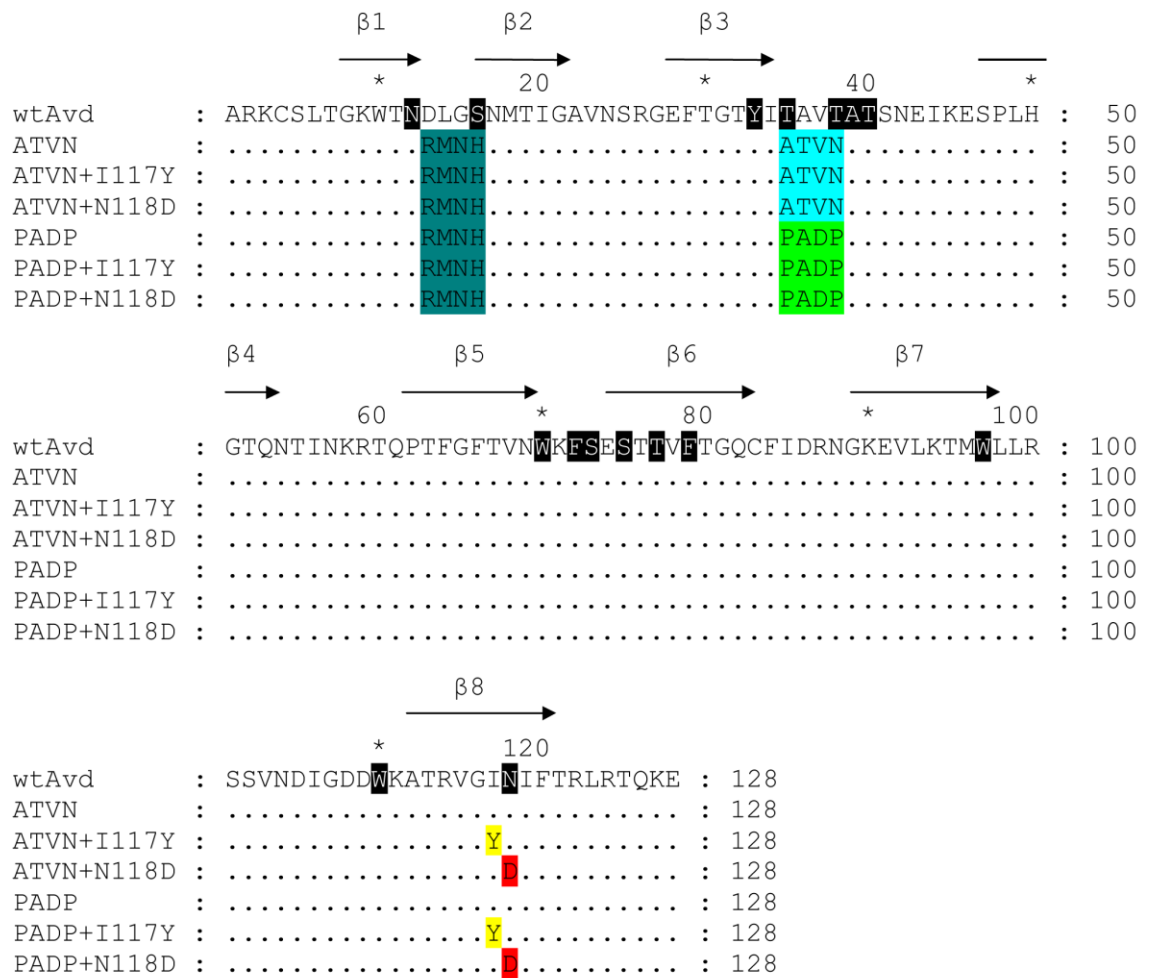 β1 β2 β3
* 20 * 40 *
wtAvd : ARKCSLTGKWTNDLGSNMTIGAVNSRGEFTGTYITAVTATSNEIKESPLH : 50
ATVN : ............RMNH..................ATVN............ : 50
ATVN+I117Y : ............RMNH..................ATVN............ : 50
ATVN+N118D : ............RMNH..................ATVN............ : 50
PADP : ............RMNH..................PADP............ : 50
PADP+I117Y : ............RMNH..................PADP............ : 50
PADP+N118D : ............RMNH..................PADP............ : 50
β4 β5 β6 β7
60 * 80 * 100
wtAvd : GTQNTINKRTQPTFGFTVNWKFSESTTVFTGQCFIDRNGKEVLKTMWLLR : 100
ATVN : .................................................. : 100
ATVN+I117Y : .................................................. : 100
ATVN+N118D : .................................................. : 100
PADP : .................................................. : 100
PADP+I117Y : .................................................. : 100
PADP+N118D : .................................................. : 100
β8
* 120
wtAvd : SSVNDIGDDWKATRVGINIFTRLRTQKE : 128
ATVN : ............................ : 128
ATVN+I117Y : ................Y........... : 128
ATVN+N118D : .................D.......... : 128
PADP : ............................ : 128
PADP+I117Y : ................Y........... : 128
PADP+N118D : .................D.......... : 128